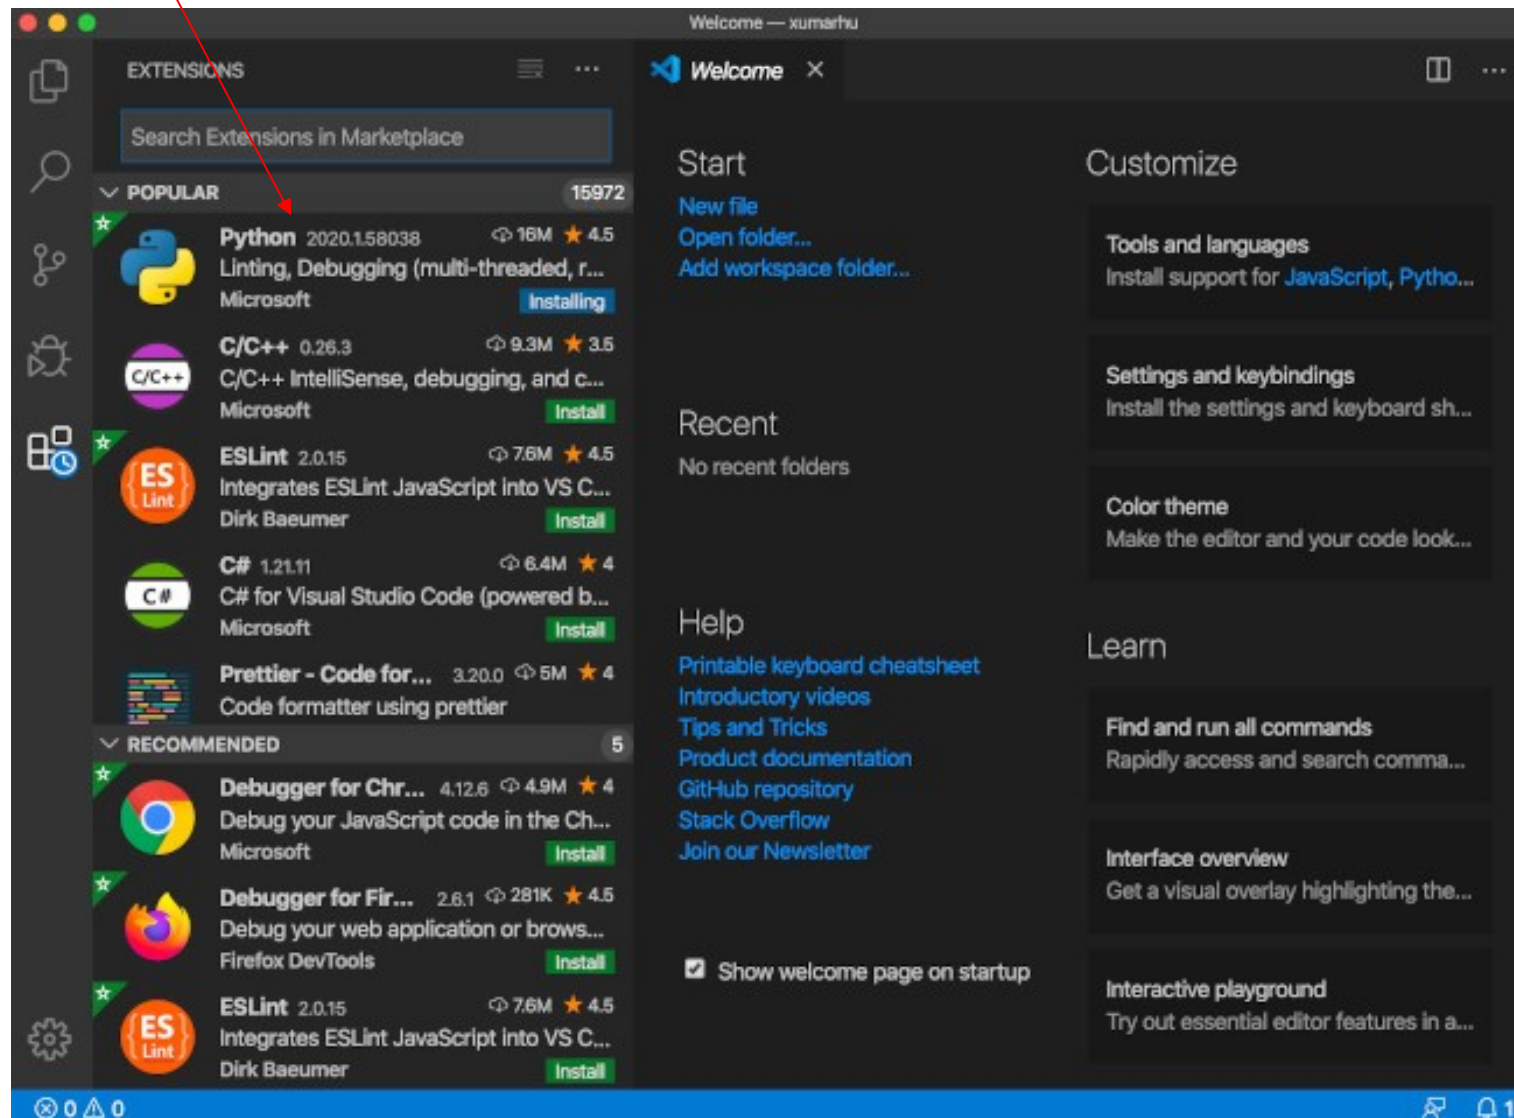 Welcome — xumarhu
EXTENSIONS
Search Extensions in Marketplace
POPULAR 15972
Python 2020.1.58038 16M 4.5
Linting, Debugging (multi-threaded, r...
Microsoft Installing
C/C++
C/C++ 0.26.3 9.3M 3.5
C/C++ IntelliSense, debugging, and c...
Microsoft Install
ES
Lint
ESLint 2.0.15 7.6M 4.5
Integrates ESLint JavaScript into VS C...
Dirk Baeumer Install
C#
C# 1.21.11 6.4M 4
C# for Visual Studio Code (powered b...
Microsoft Install
Prettier - Code for... 3.20.0 5M 4
Code formatter using prettier
RECOMMENDED 5
Debugger for Chr... 4.12.6 4.9M 4
Debug your JavaScript code in the Ch...
Microsoft Install
Debugger for Fir... 2.6.1 281K 4.5
Debug your web application or brows...
Firefox DevTools Install
ES
Lint
ESLint 2.0.15 7.6M 4.5
Integrates ESLint JavaScript into VS C...
Dirk Baeumer Install
Welcome
Start
New file
Open folder...
Add workspace folder...
Recent
No recent folders
Help
Printable keyboard cheatsheet
Introductory videos
Tips and Tricks
Product documentation
GitHub repository
Stack Overflow
Join our Newsletter
Show welcome page on startup
Customize
Tools and languages
Install support for JavaScript, Pytho...
Settings and keybindings
Install the settings and keyboard sh...
Color theme
Make the editor and your code look...
Learn
Find and run all commands
Rapidly access and search comma...
Interface overview
Get a visual overlay highlighting the...
Interactive playground
Try out essential editor features in a...
0 0
1